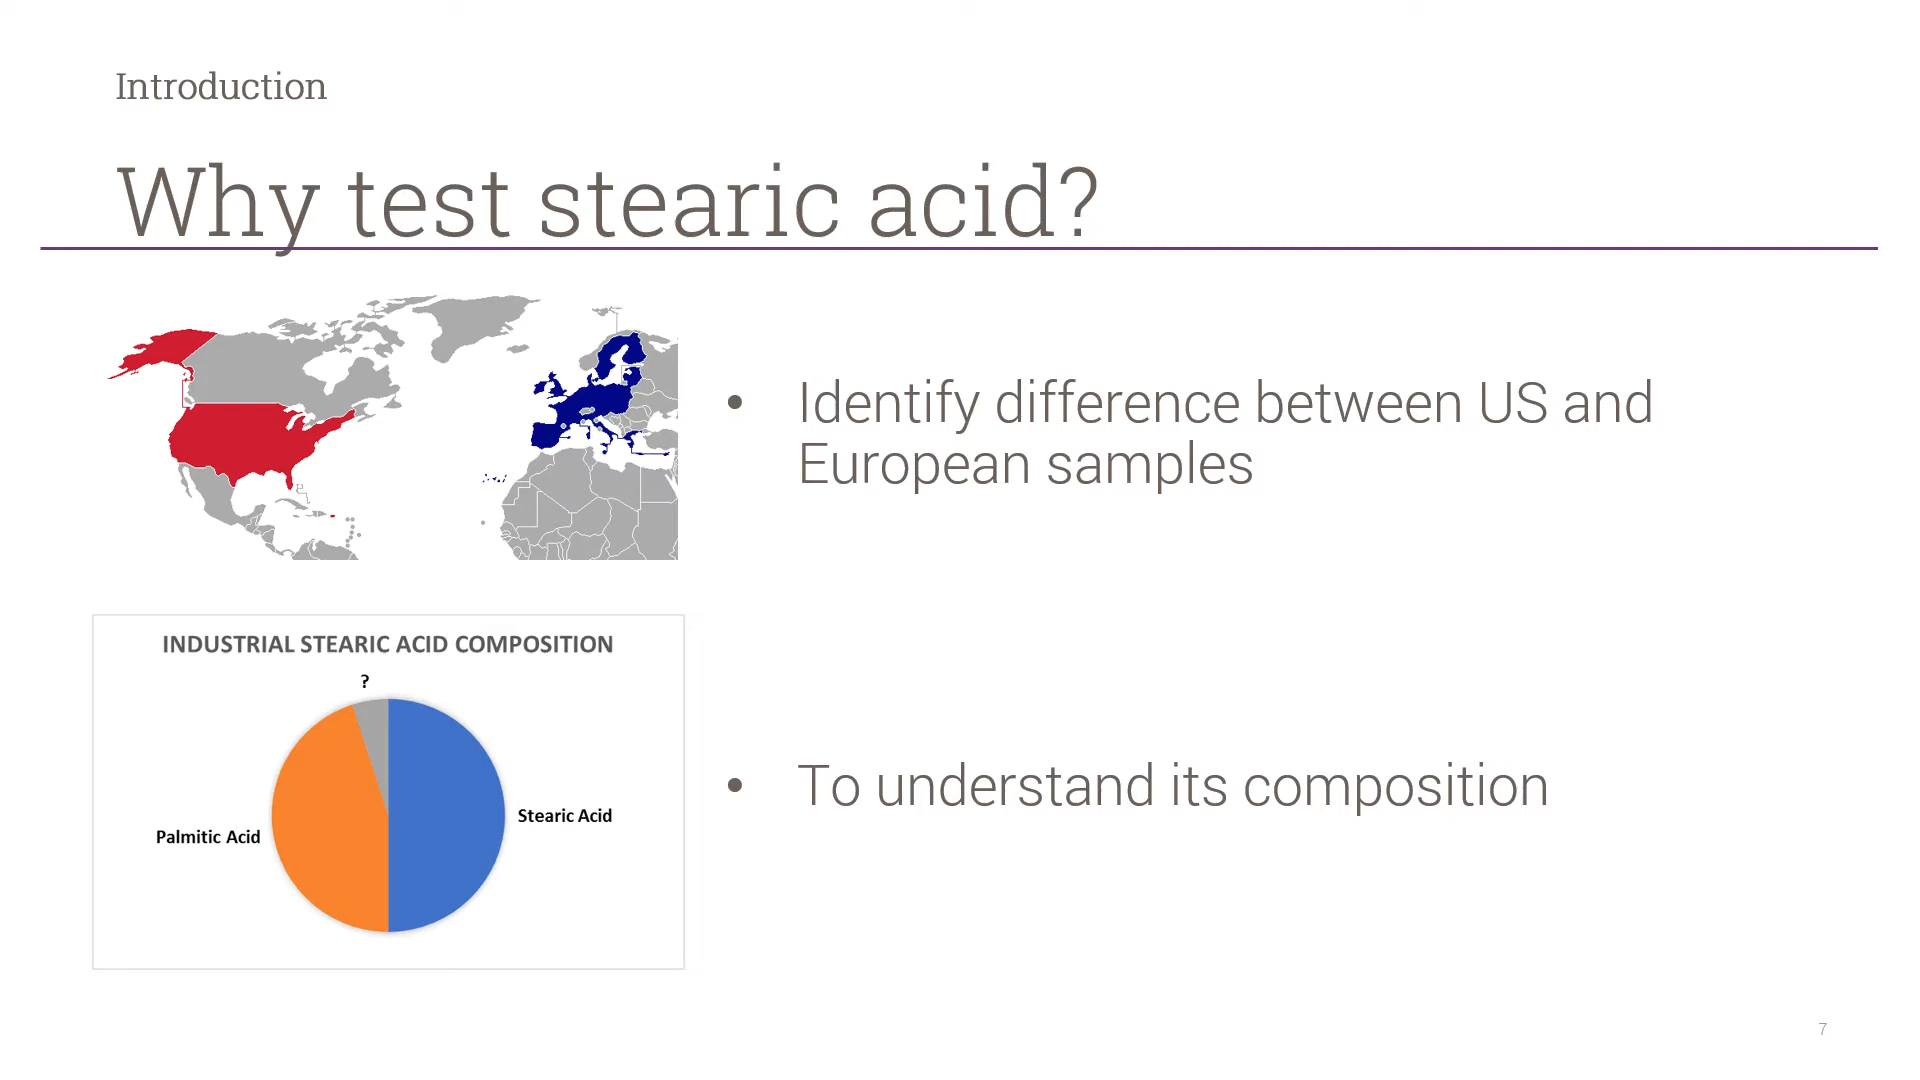 Introduction
Why test stearic acid?
• Identify difference between US and
European samples
INDUSTRIAL STEARIC ACID COMPOSITION
?
Stearic Acid
Palmitic Acid
• To understand its composition
7